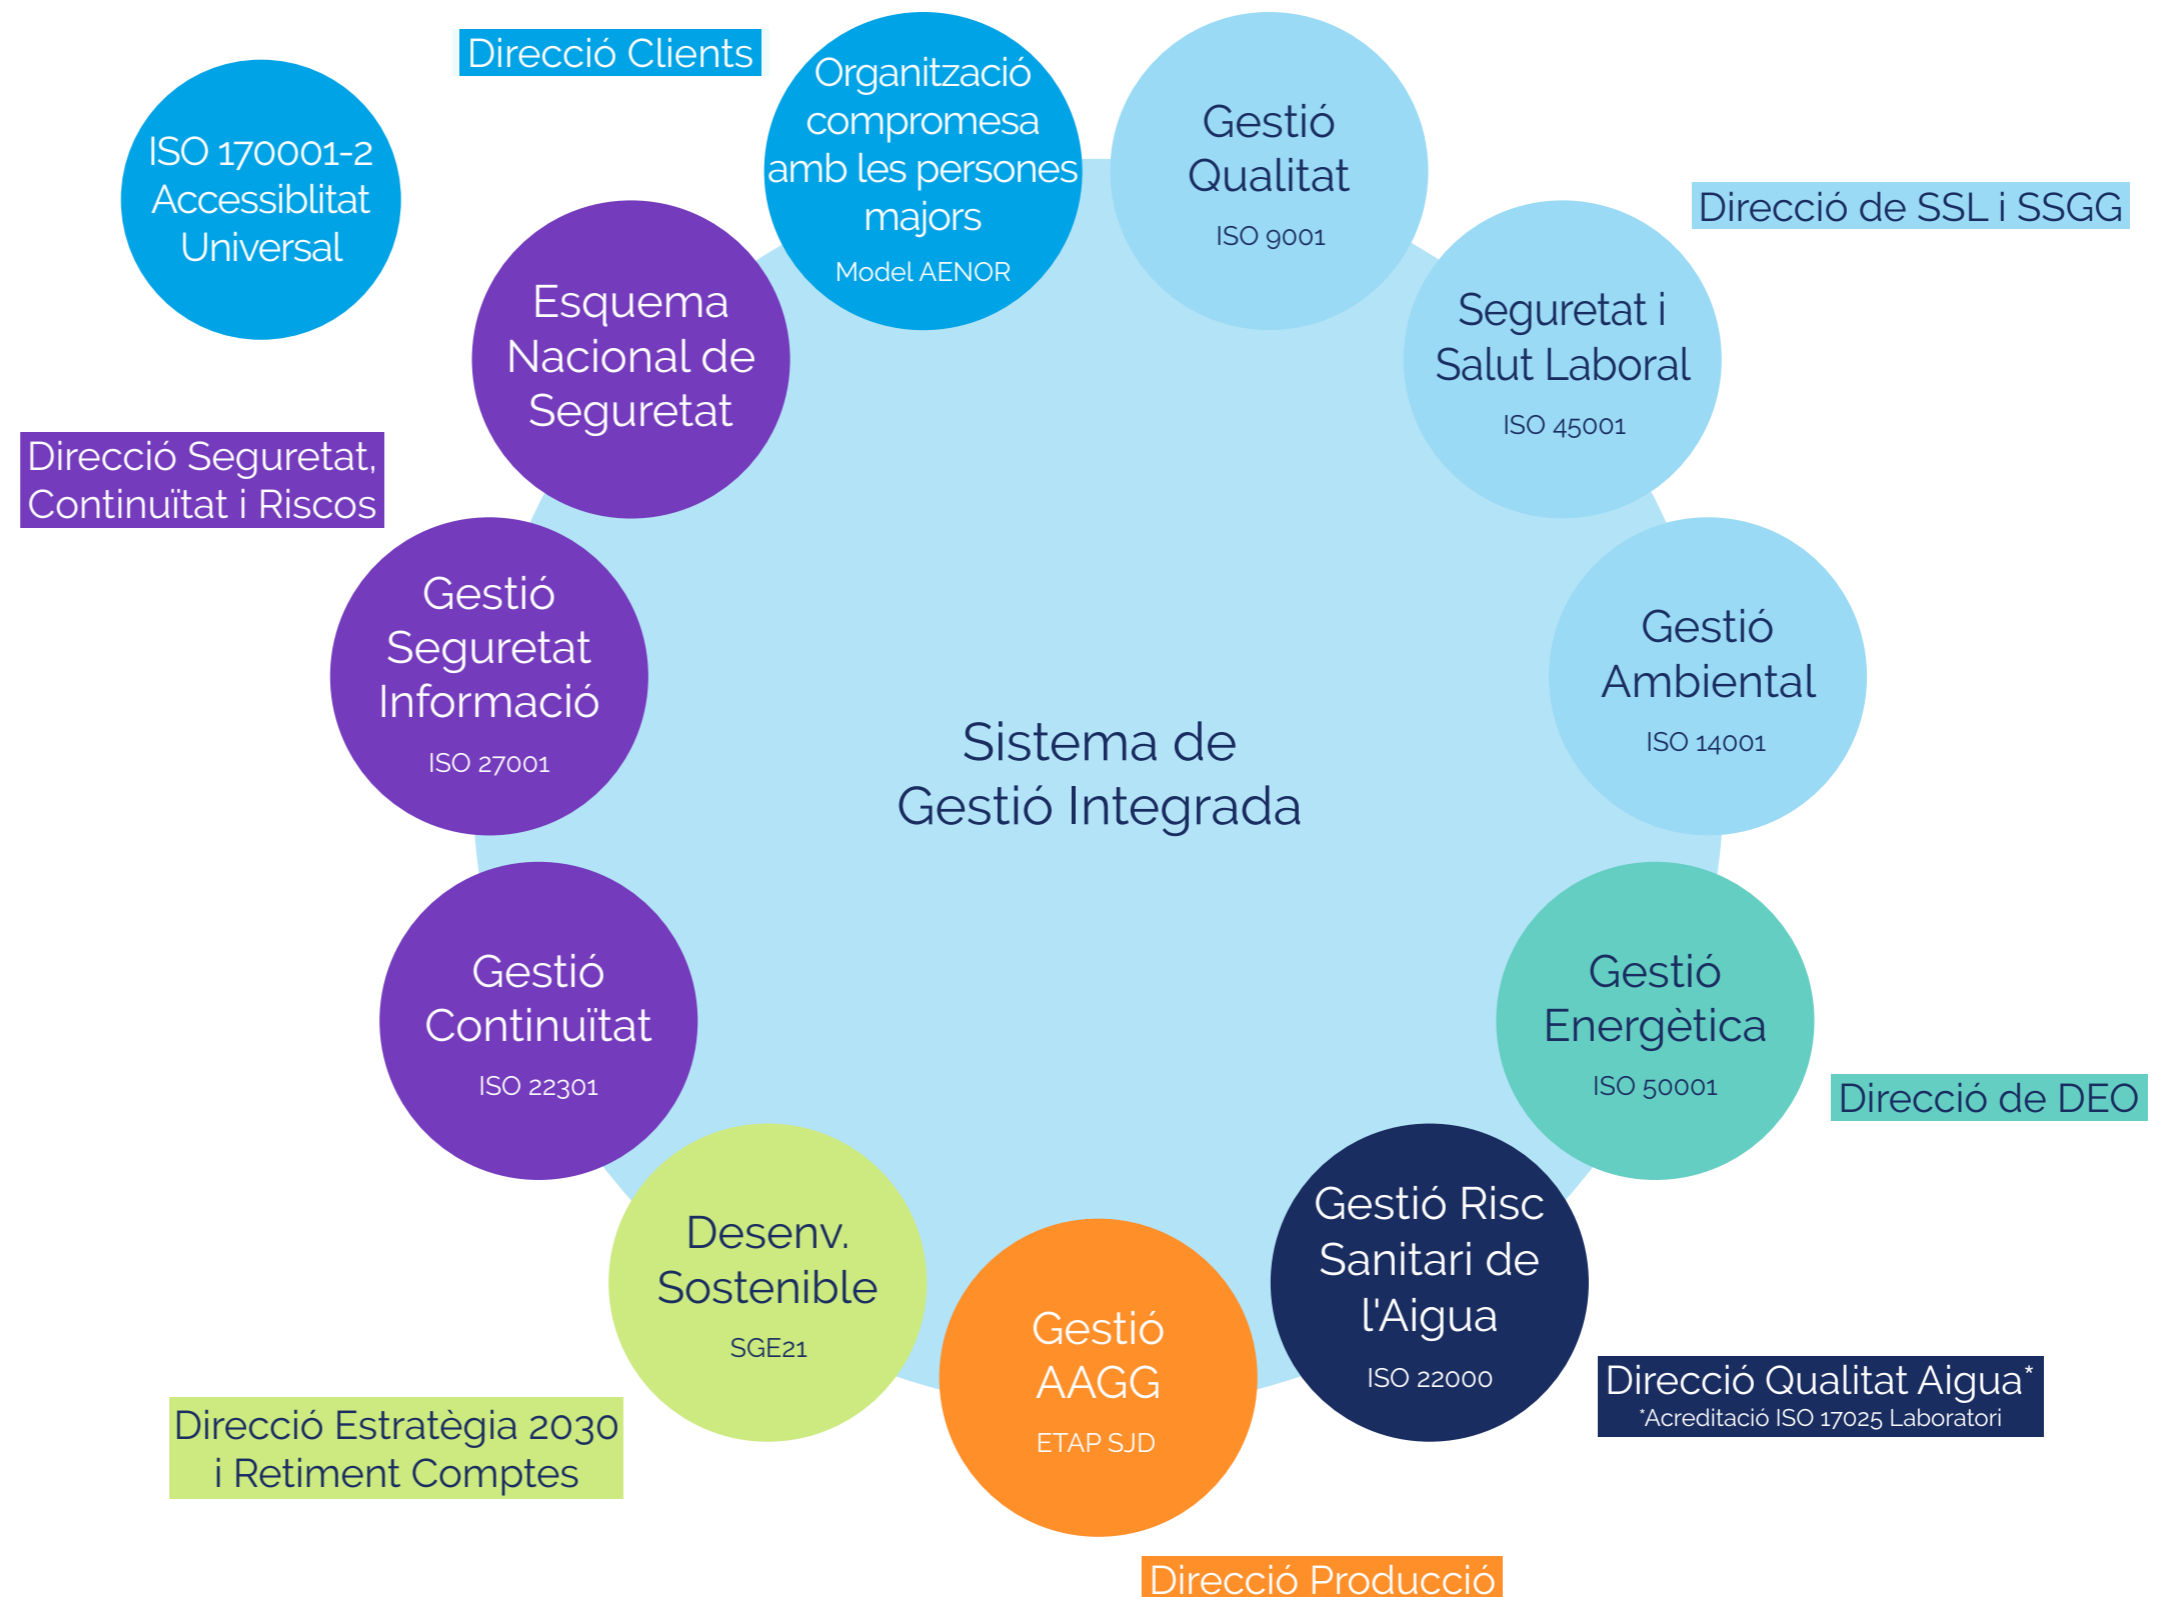 Direcció Clients
ISO 170001-2
Accessiblitat
Universal
Organització
compromesa
amb les persones
majors
Model AENOR
Gestió
Qualitat
ISO 9001
Direcció de SSL i SSGG
Seguretat i
Salut Laboral
ISO 45001
Esquema
Nacional de
Seguretat
Direcció Seguretat,
Continuïtat i Riscos
Gestió
Seguretat
Informació
ISO 27001
Gestió
Ambiental
ISO 14001
Sistema de
Gestió Integrada
Gestió
Continuïtat
ISO 22301
Gestió
Energètica
ISO 50001
Direcció de DEO
Desenv.
Sostenible
SGE21
Direcció Estratègia 2030
i Retiment Comptes
Gestió
AAGG
ETAP SJD
Direcció Producció
Gestió Risc
Sanitari de
l'Aigua
ISO 22000
Direcció Qualitat Aigua*
*Acreditació ISO 17025 Laboratori